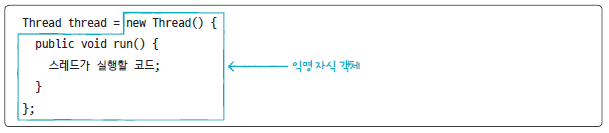 Thread thread = new Thread() {
public void run() {
스레드가 실행할 코드;
}
};
익명 자식 객체